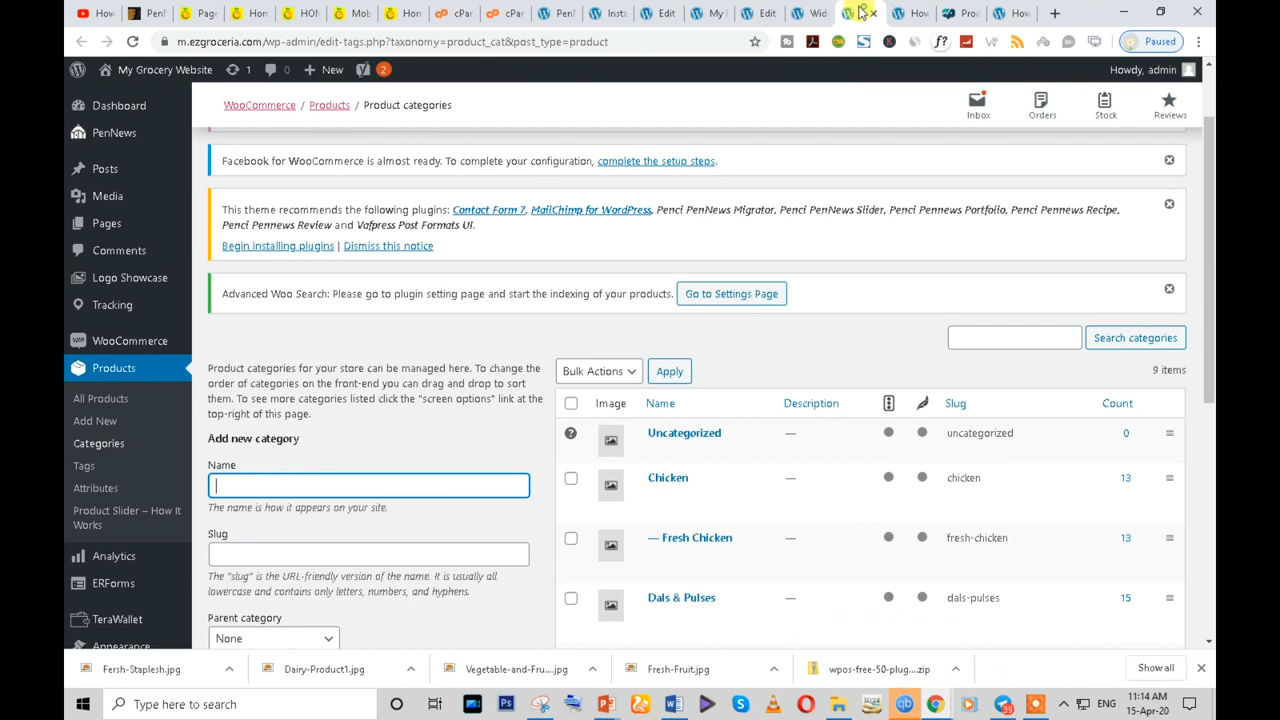 How
Penf
Page
Hon
HON
Mob
Hon
cPar
cPar
Insta
Edit
My I
Edit
Wid
How
Proc
How
m.ezgroceria.com/wp-admin/edit-tags.php?taxonomy=product_cat&post_type=product
Paused
My Grocery Website 1 0 New 2 Howdy, admin
Dashboard
PenNews
Posts
Media
Pages
Comments
Logo Showcase
Tracking
WooCommerce
Products
All Products
Add New
Categories
Tags
Attributes
Product Slider – How It
Works
Analytics
ERForms
TeraWallet
Appearance
WooCommerce / Products / Product categories
Inbox
Orders
Stock
Reviews
Facebook for WooCommerce is almost ready. To complete your configuration, complete the setup steps.
This theme recommends the following plugins: Contact Form 7, MailChimp for WordPress, Penci PenNews Migrator, Penci PenNews Slider, Penci Pennews Portfolio, Penci Pennews Recipe,
Penci Pennews Review and Vafpress Post Formats UI.
Begin installing plugins | Dismiss this notice
Advanced Woo Search: Please go to plugin setting page and start the indexing of your products. Go to Settings Page
Search categories
Product categories for your store can be managed here. To change the
order of categories on the front-end you can drag and drop to sort
them. To see more categories listed click the "screen options" link at the
top-right of this page.
Add new category
Name
The name is how it appears on your site.
Slug
The "slug" is the URL-friendly version of the name. It is usually all
lowercase and contains only letters, numbers, and hyphens.
Parent category
None
Bulk Actions Apply 9 items
Image Name Description Slug Count
Uncategorized — uncategorized 0
Chicken — chicken 13
— Fresh Chicken — fresh-chicken 13
Dals & Pulses — dals-pulses 15
Fersh-Staplesh.jpg
Dairy-Product1.jpg
Vegetable-and-Fru....jpg
Fresh-Fruit.jpg
wpos-free-50-plug....zip
Show all
Type here to search
ENG
11:14 AM
15-Apr-20